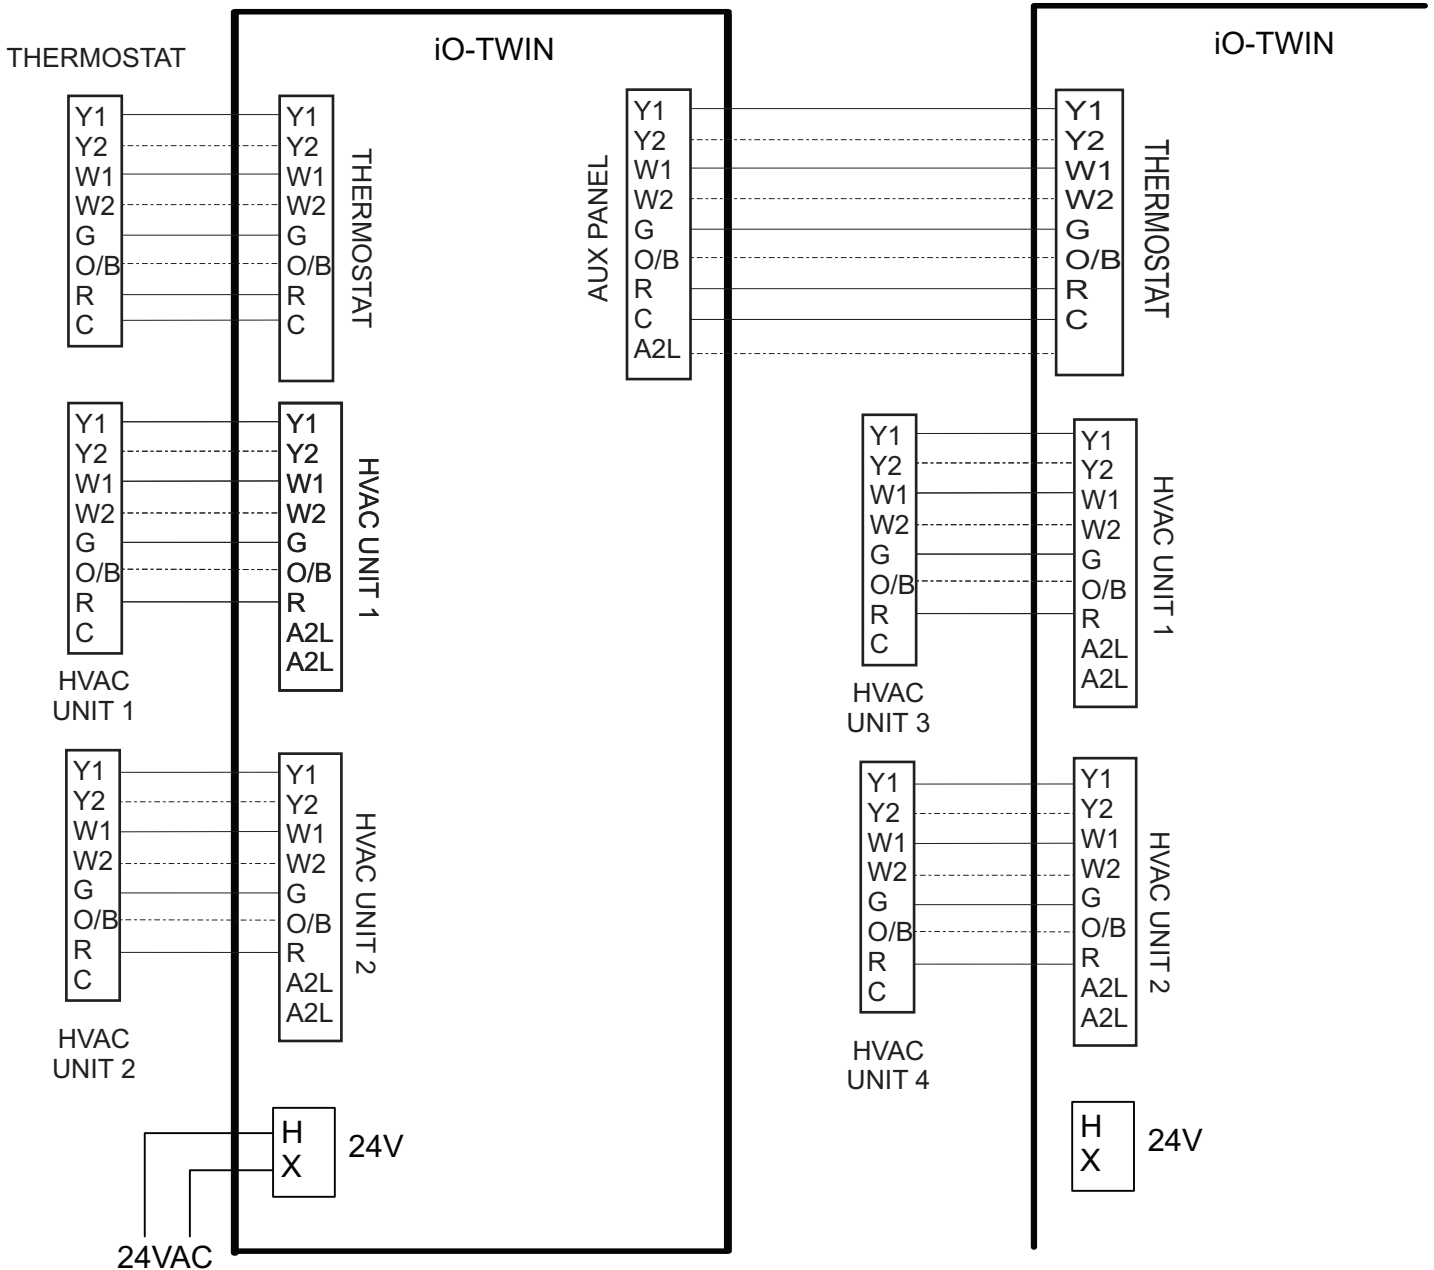 iO-TWIN
THERMOSTAT
Y1
Y2
W1
W2
G
O/B
R
C
Y1
Y2
W1
W2
G
O/B
R
C
THERMOSTAT
AUX PANEL
Y1
Y2
W1
W2
G
O/B
R
C
A2L
Y1
Y2
W1
W2
G
O/B
R
C
HVAC
UNIT 1
Y1
Y2
W1
W2
G
O/B
R
A2L
A2L
HVAC UNIT 1
Y1
Y2
W1
W2
G
O/B
R
C
HVAC
UNIT 2
Y1
Y2
W1
W2
G
O/B
R
A2L
A2L
HVAC UNIT 2
H
X
24V
24VAC
iO-TWIN
Y1
Y2
W1
W2
G
O/B
R
C
THERMOSTAT
Y1
Y2
W1
W2
G
O/B
R
C
HVAC
UNIT 3
Y1
Y2
W1
W2
G
O/B
R
A2L
A2L
HVAC UNIT 1
Y1
Y2
W1
W2
G
O/B
R
C
HVAC
UNIT 4
Y1
Y2
W1
W2
G
O/B
R
A2L
A2L
HVAC UNIT 2
H
X
24V